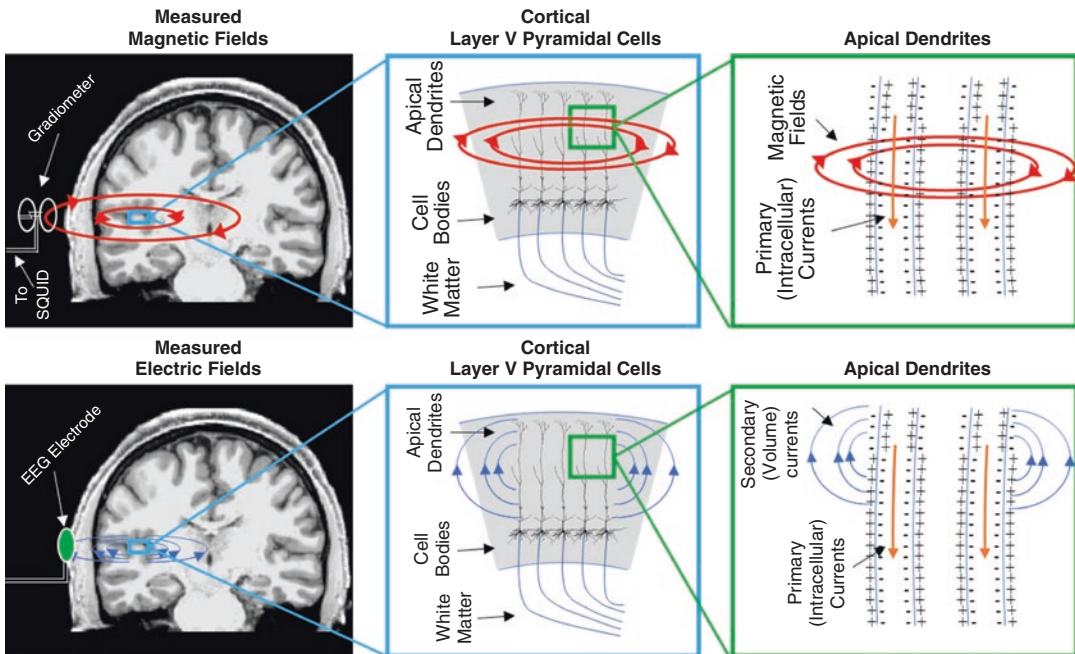 Measured
Magnetic Fields
Cortical
Layer V Pyramidal Cells
Apical Dendrites
Gradiometer
To
SQUID
Apical
Dendrites
Cell
Bodies
White
Matter
Magnetic
Fields
Primary
(Intracellular)
Currents
Measured
Electric Fields
Cortical
Layer V Pyramidal Cells
Apical Dendrites
EEG Electrode
Apical
Dendrites
Cell
Bodies
White
Matter
Secondary
(Volume)
currents
Primary
(Intracellular)
Currents